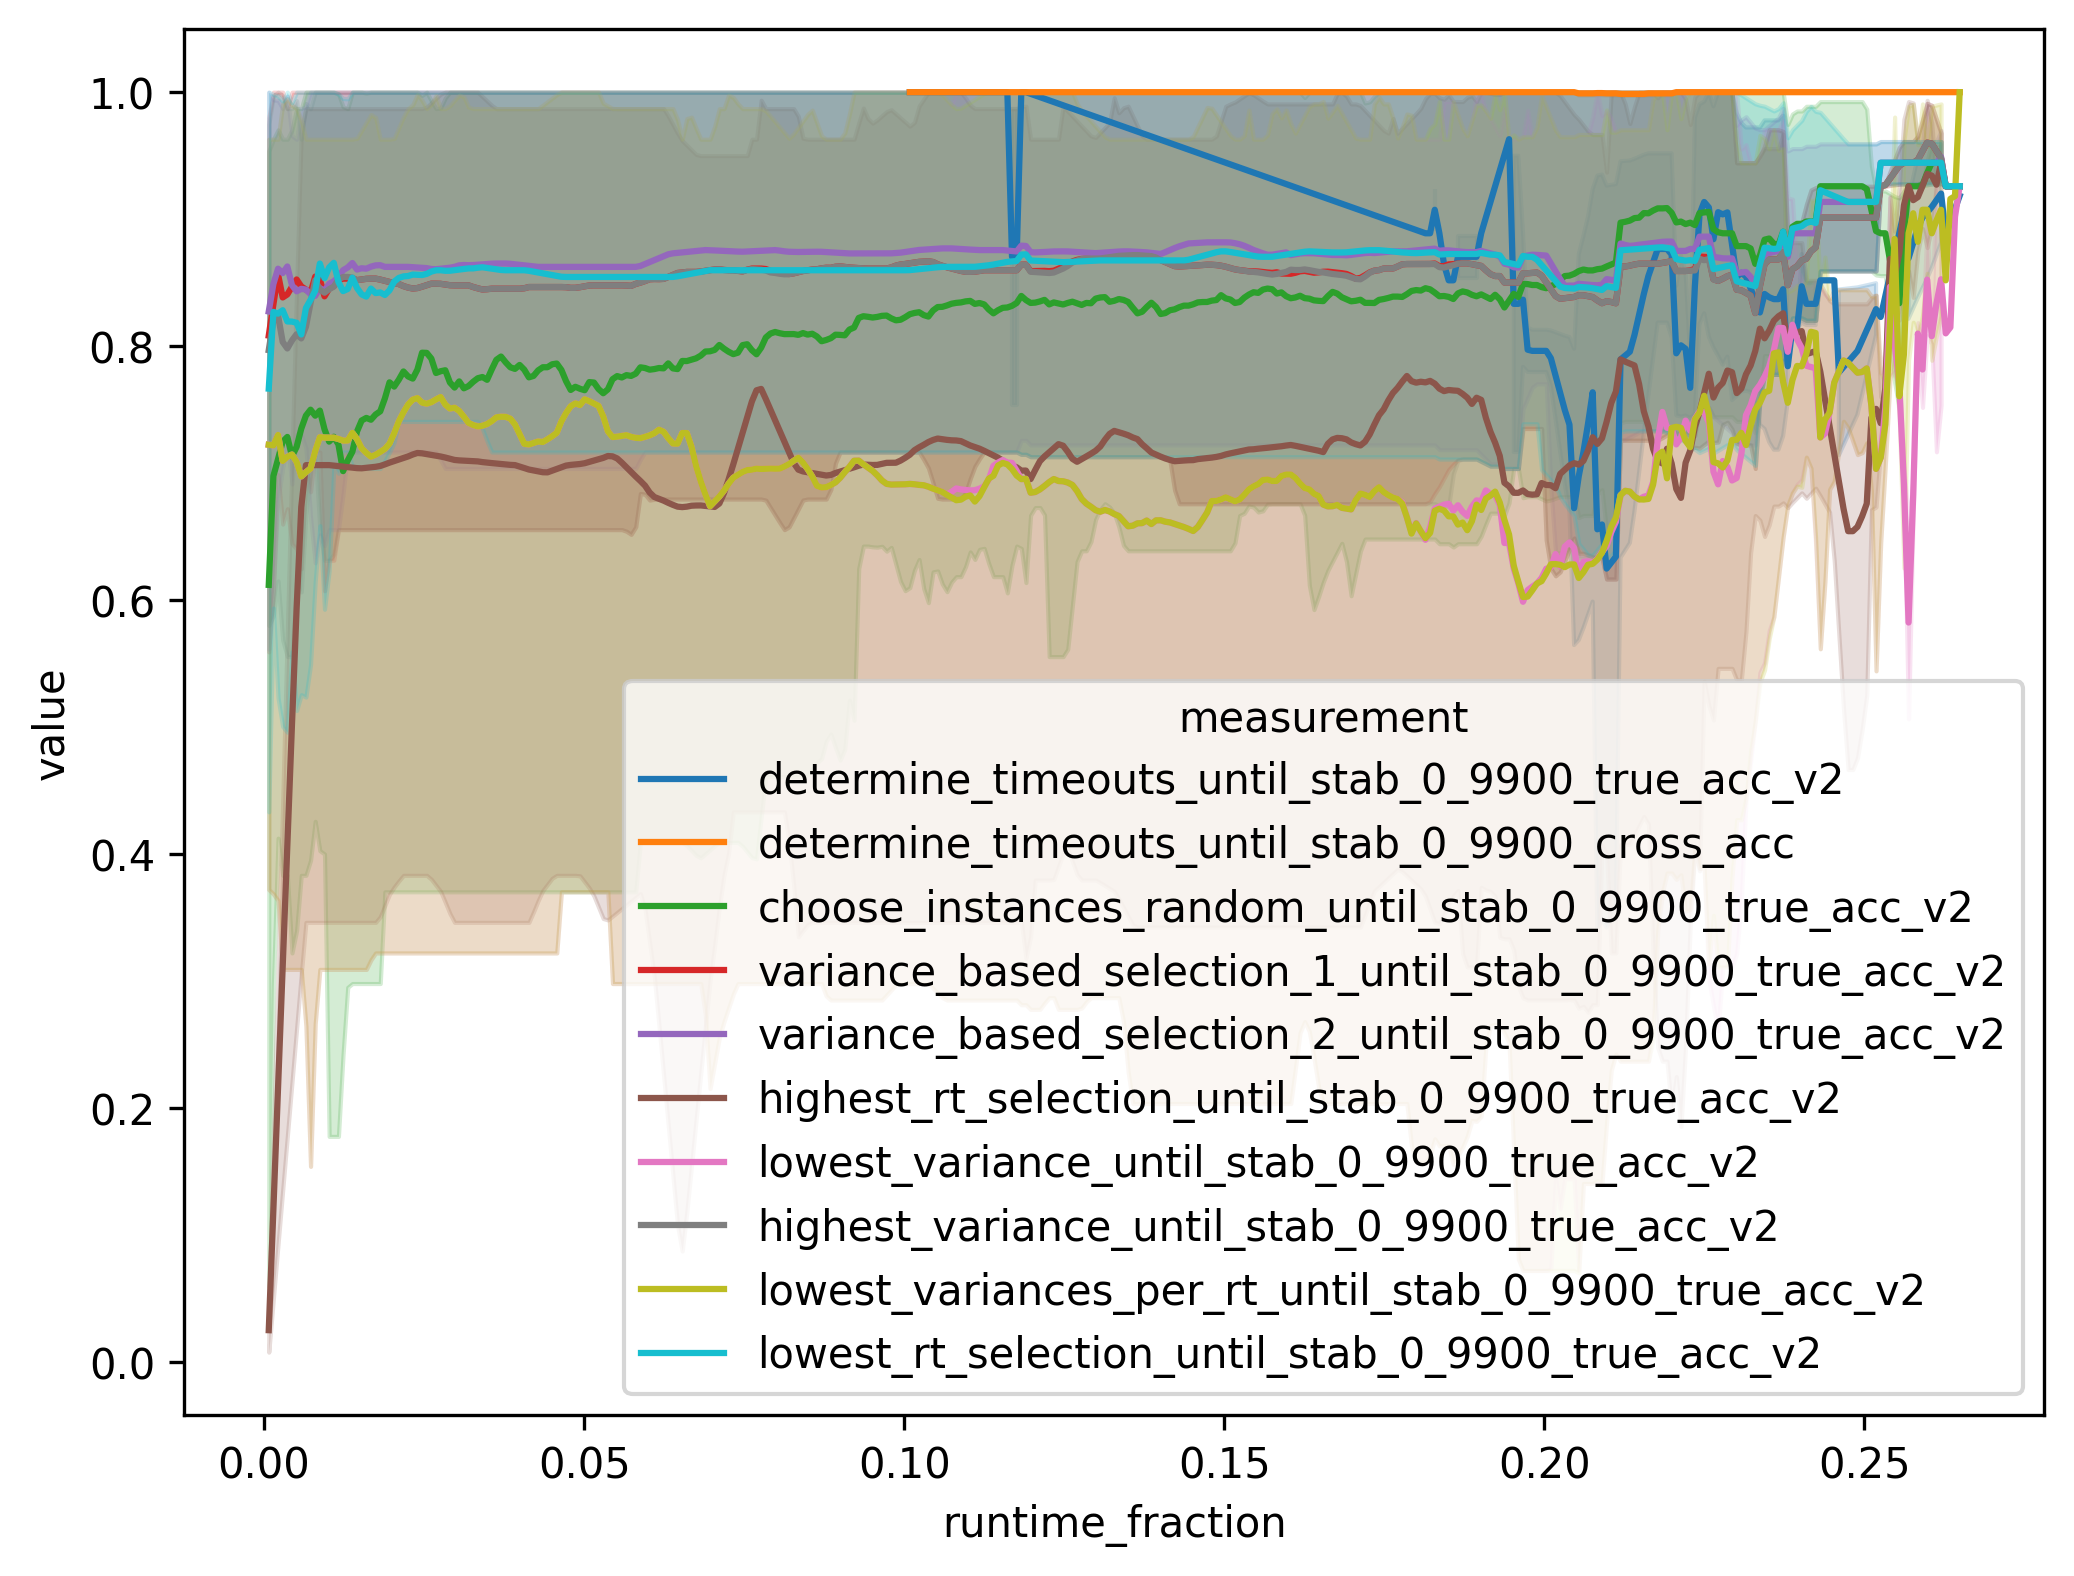 1.0
0.8
0.6
0.4
0.2
0.0
value
measurement
determine_timeouts_until_stab_0_9900_true_acc_v2
determine_timeouts_until_stab_0_9900_cross_acc
choose_instances_random_until_stab_0_9900_true_acc_v2
variance_based_selection_1_until_stab_0_9900_true_acc_v2
variance_based_selection_2_until_stab_0_9900_true_acc_v2
highest_rt_selection_until_stab_0_9900_true_acc_v2
lowest_variance_until_stab_0_9900_true_acc_v2
highest_variance_until_stab_0_9900_true_acc_v2
lowest_variances_per_rt_until_stab_0_9900_true_acc_v2
lowest_rt_selection_until_stab_0_9900_true_acc_v2
0.00 0.05 0.10 0.15 0.20 0.25
runtime_fraction